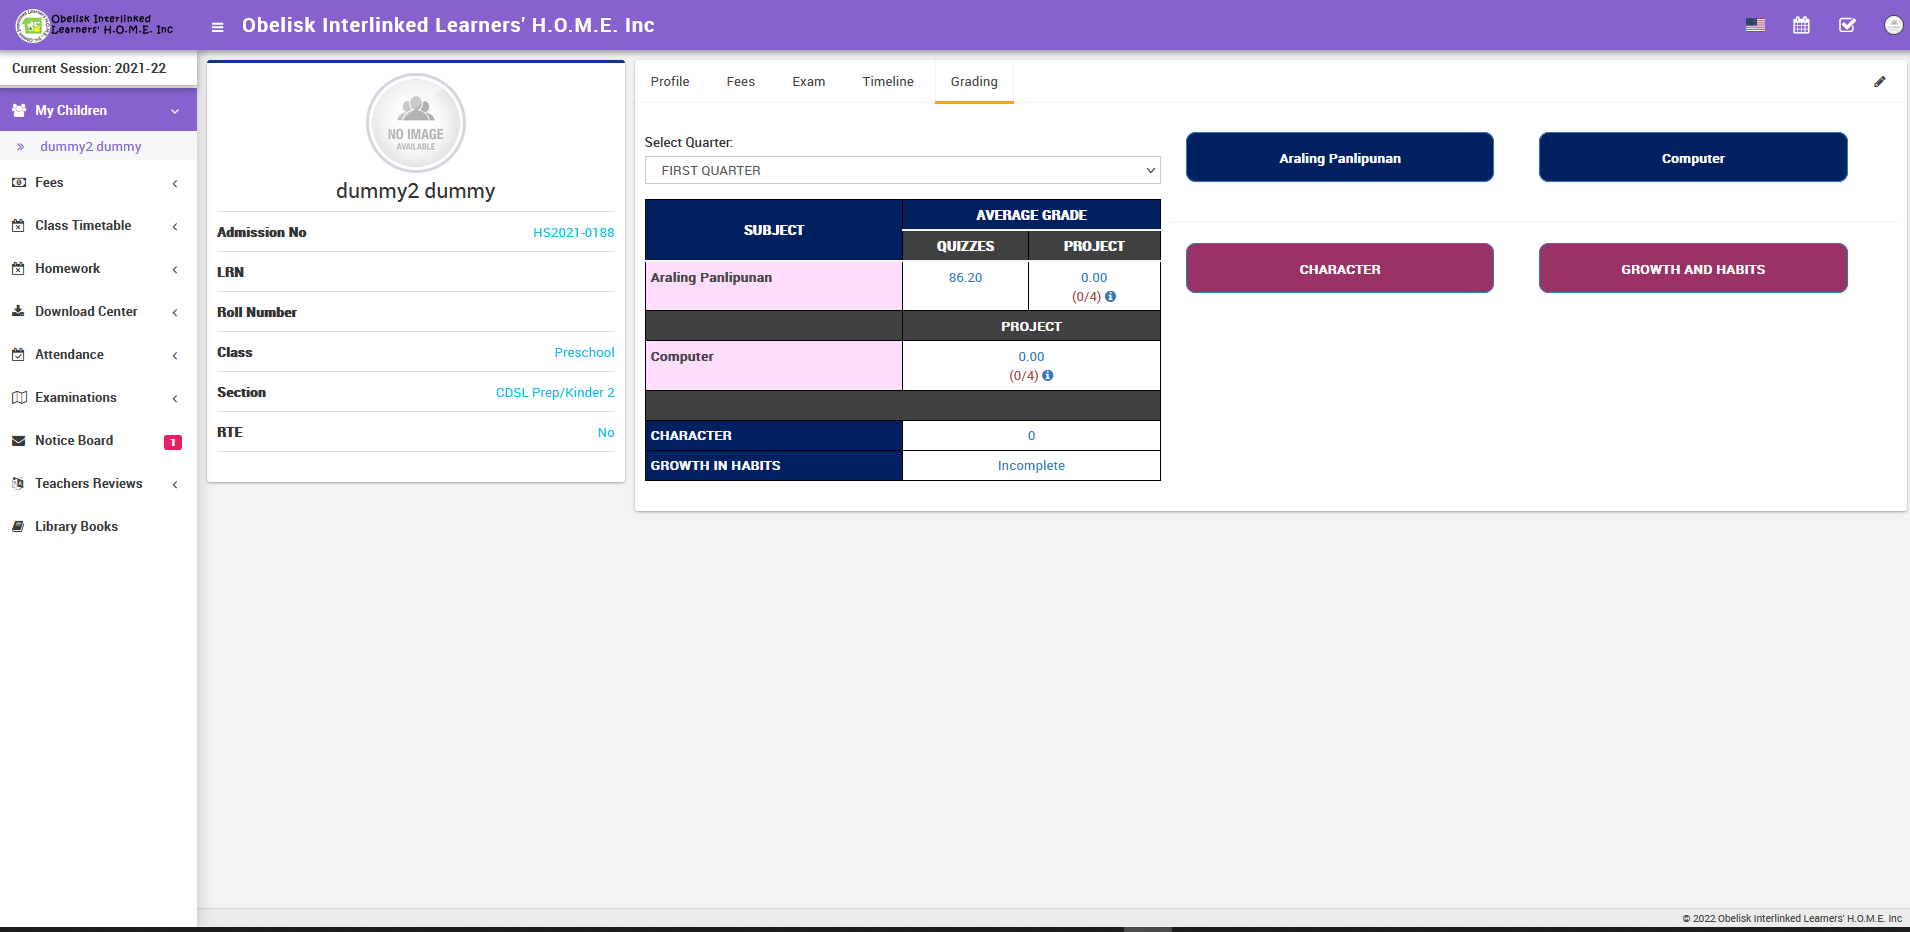 Obelisk Interlinked
Learners' H.O.M.E. Inc
Obelisk Interlinked Learners' H.O.M.E. Inc
Current Session: 2021-22
My Children
dummy2 dummy
Fees
Class Timetable
Homework
Download Center
Attendance
Examinations
Notice Board 1
Teachers Reviews
Library Books
NO IMAGE
AVAILABLE
dummy2 dummy
Admission No HS2021-0188
LRN
Roll Number
Class Preschool
Section CDSL Prep/Kinder 2
RTE No
Profile Fees Exam Timeline Grading
Select Quarter:
FIRST QUARTER
SUBJECT AVERAGE GRADE
QUIZZES PROJECT
Araling Panlipunan 86.20 0.00
(0/4)
PROJECT
Computer 0.00
(0/4)
CHARACTER 0
GROWTH IN HABITS Incomplete
Araling Panlipunan Computer
CHARACTER GROWTH AND HABITS
© 2022 Obelisk Interlinked Learners' H.O.M.E. Inc